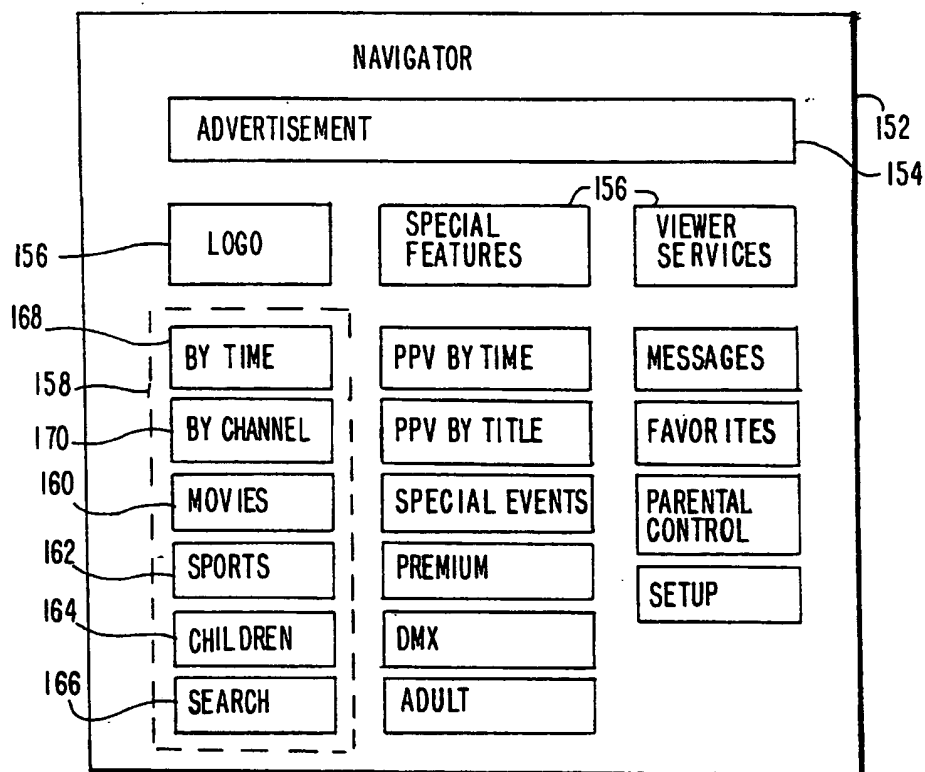 NAVIGATOR
ADVERTISEMENT
152
154
156
156
LOGO
SPECIAL
FEATURES
VIEWER
SERVICES
168
158
170
160
162
164
166
BY TIME
BY CHANNEL
MOVIES
SPORTS
CHILDREN
SEARCH
PPV BY TIME
PPV BY TITLE
SPECIAL EVENTS
PREMIUM
DMX
ADULT
MESSAGES
FAVORITES
PARENTAL
CONTROL
SETUP